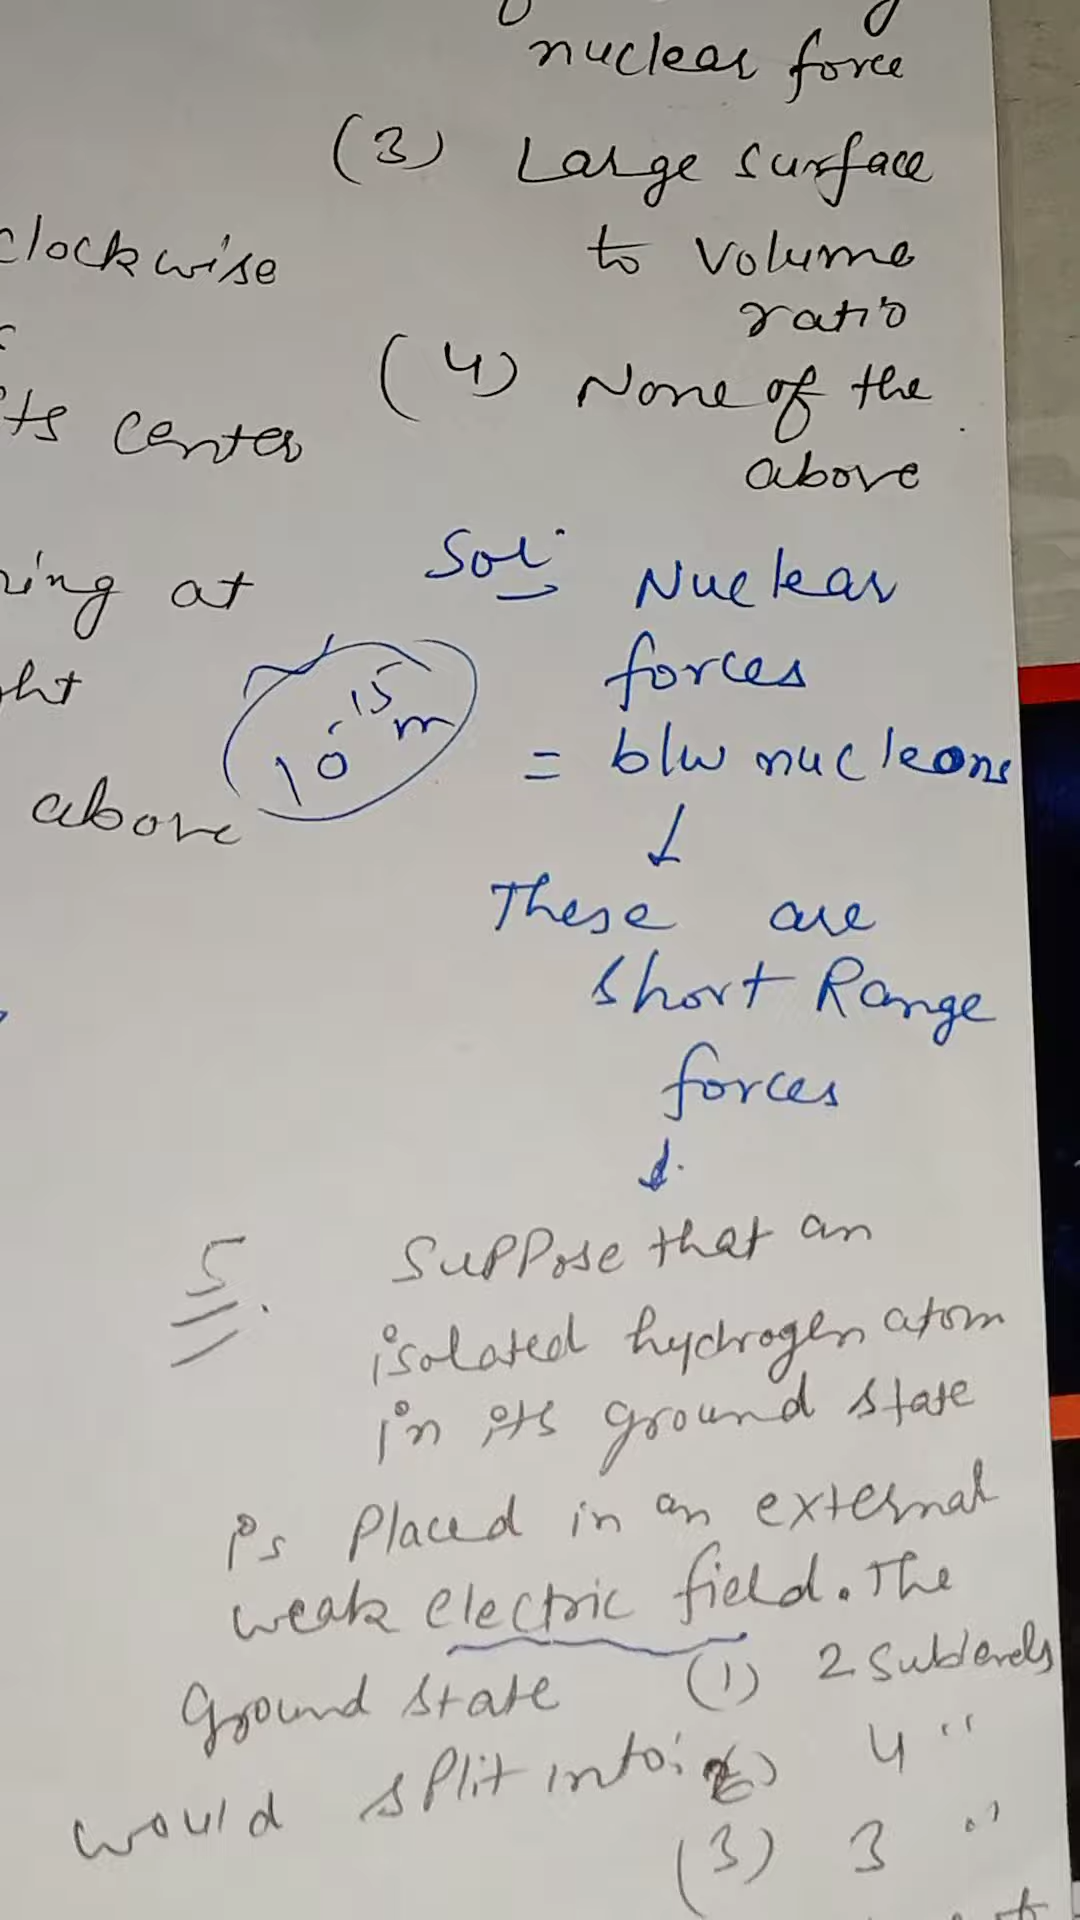 nuclear force
(3) Large surface
to volume
ratio
(4) None of the
above
clockwise
its center
ring at
ght
above
Sol: Nuclear
forces
10^-15 m
= b/w nucleons
↓
These are
short Range
forces
↓
5. Suppose that an
isolated hydrogen atom
in its ground state
is placed in an external
weak electric field. The
ground state (1) 2 sublevels
would split into: (2) 4 "
(3) 3 "